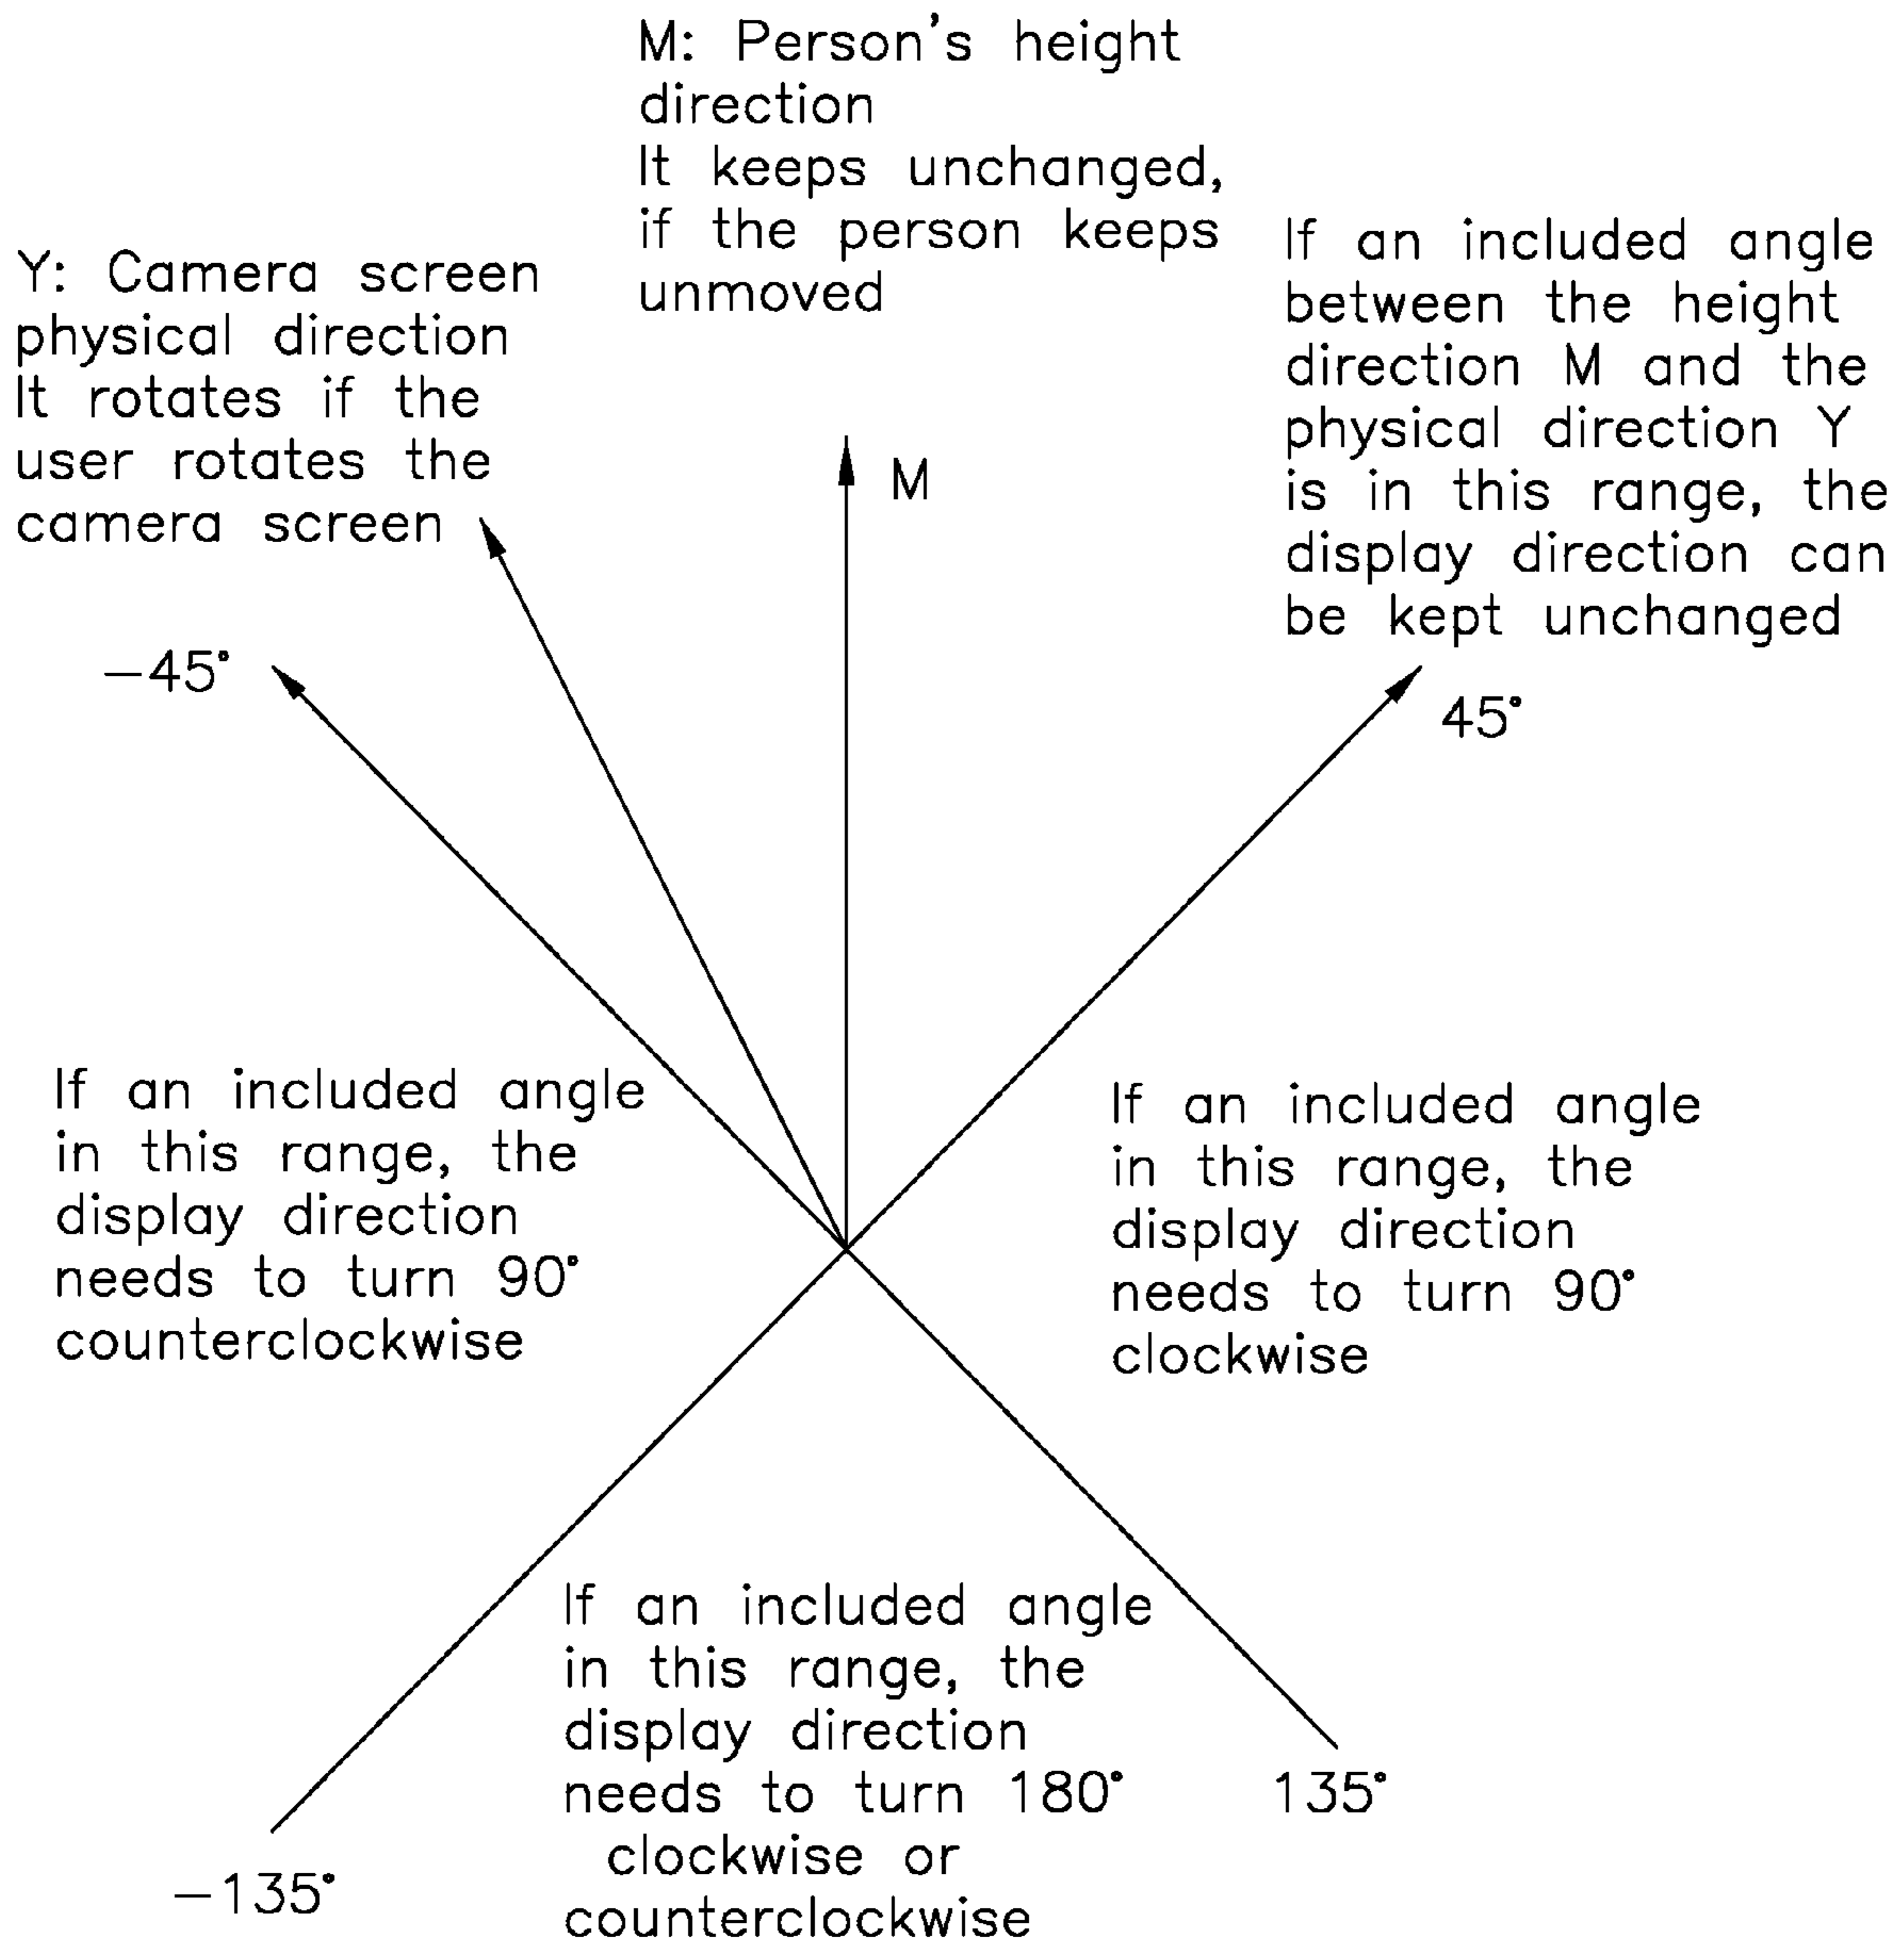 M: Person's height
direction
It keeps unchanged,
if the person keeps
unmoved
Y: Camera screen
physical direction
It rotates if the
user rotates the
camera screen
If an included angle
between the height
direction M and the
physical direction Y
is in this range, the
display direction can
be kept unchanged
M
-45°
45°
If an included angle
in this range, the
display direction
needs to turn 90°
counterclockwise
If an included angle
in this range, the
display direction
needs to turn 90°
clockwise
If an included angle
in this range, the
display direction
needs to turn 180°
clockwise or
counterclockwise
135°
-135°